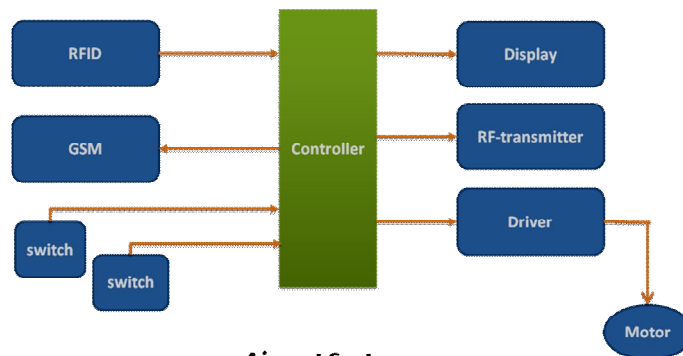 RFID
Display
GSM
Controller
RF-transmitter
switch
switch
Driver
Motor